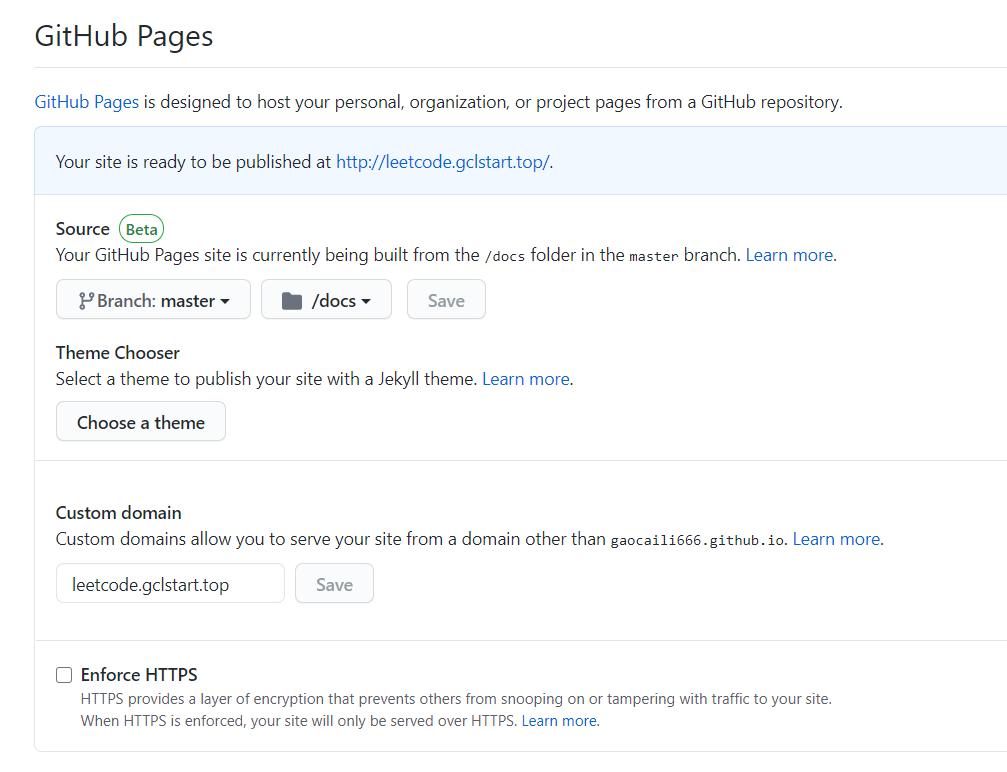 GitHub Pages
GitHub Pages is designed to host your personal, organization, or project pages from a GitHub repository.
Your site is ready to be published at http://leetcode.gclstart.top/.
Source Beta
Your GitHub Pages site is currently being built from the /docs folder in the master branch. Learn more.
Branch: master /docs Save
Theme Chooser
Select a theme to publish your site with a Jekyll theme. Learn more.
Choose a theme
Custom domain
Custom domains allow you to serve your site from a domain other than gaocaili666.github.io. Learn more.
leetcode.gclstart.top Save
Enforce HTTPS
HTTPS provides a layer of encryption that prevents others from snooping on or tampering with traffic to your site.
When HTTPS is enforced, your site will only be served over HTTPS. Learn more.